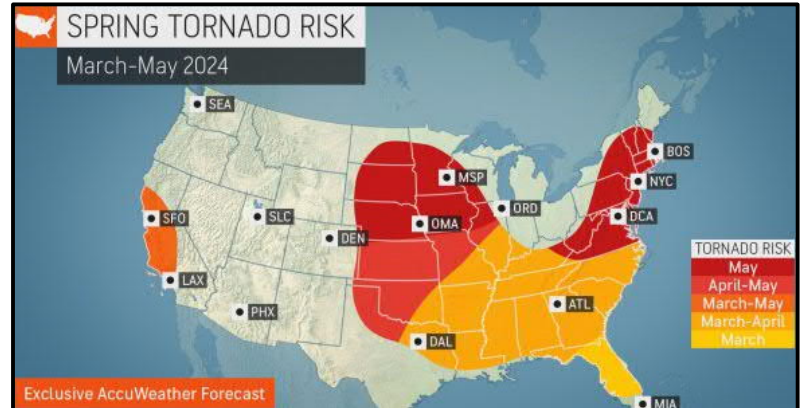 SPRING TORNADO RISK
March-May 2024
SEA
BOS
MSP
NYC
ORD
SFO
SLC
OMA
DCA
DEN
TORNADO RISK
May
LAX
April-May
PHX
ATL
March-May
DAL
March-April
March
Exclusive AccuWeather Forecast
MIA